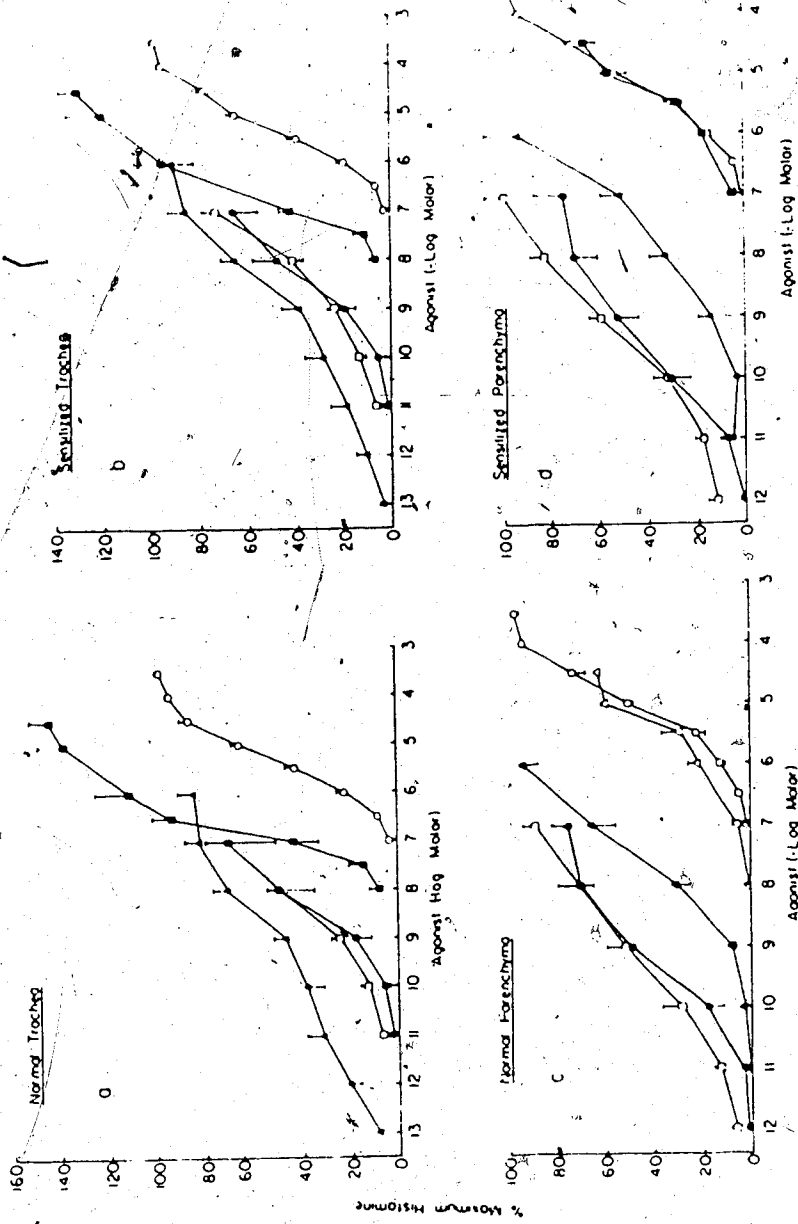 Normal Trachea
a
160
140
120
100
80
60
40
20
0
13 12 11 10 9 8 7 6 5 4 3
Agonist (-Log Molar)
Sensitized Trachea
b
140
120
100
80
60
40
20
0
13 12 11 10 9 8 7 6 5 4 3
Agonist (-Log Molar)
% Maximum Histamine
Normal Parenchyma
c
100
80
60
40
20
0
12 11 10 9 8 7 6 5 4 3
Agonist (-Log Molar)
Sensitized Parenchyma
d
100
80
60
40
20
0
12 11 10 9 8 7 6 5 4
Agonist (-Log Molar)